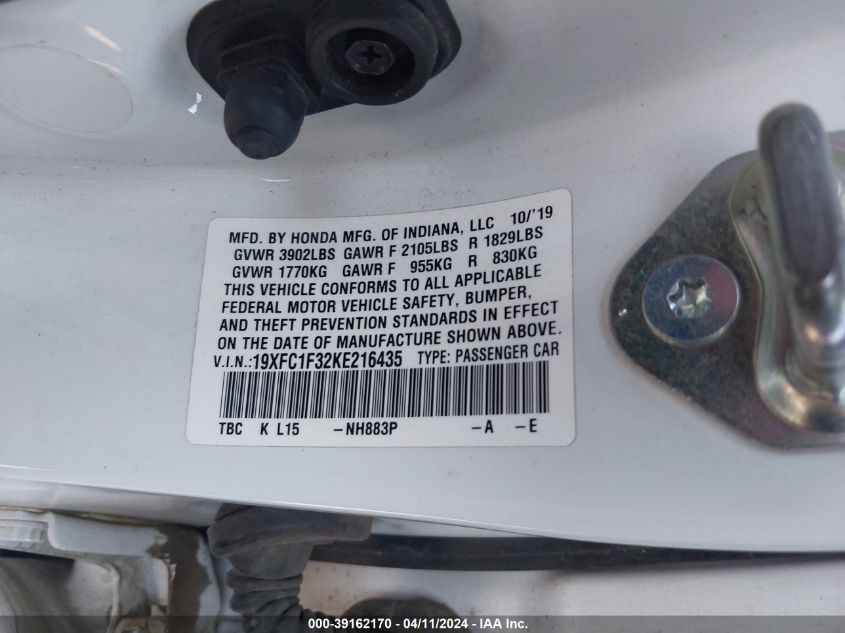 MFD. BY HONDA MFG. OF INDIANA, LLC 10/'19
GVWR 3902LBS GAWR F 2105LBS R 1829LBS
GVWR 1770KG GAWR F 955KG R 830KG
THIS VEHICLE CONFORMS TO ALL APPLICABLE
FEDERAL MOTOR VEHICLE SAFETY, BUMPER,
AND THEFT PREVENTION STANDARDS IN EFFECT
ON THE DATE OF MANUFACTURE SHOWN ABOVE.
V.I.N.:19XFC1F32KE216435 TYPE: PASSENGER CAR
TBC K L15 -NH883P -A -E
000-39162170 - 04/11/2024 - IAA Inc.